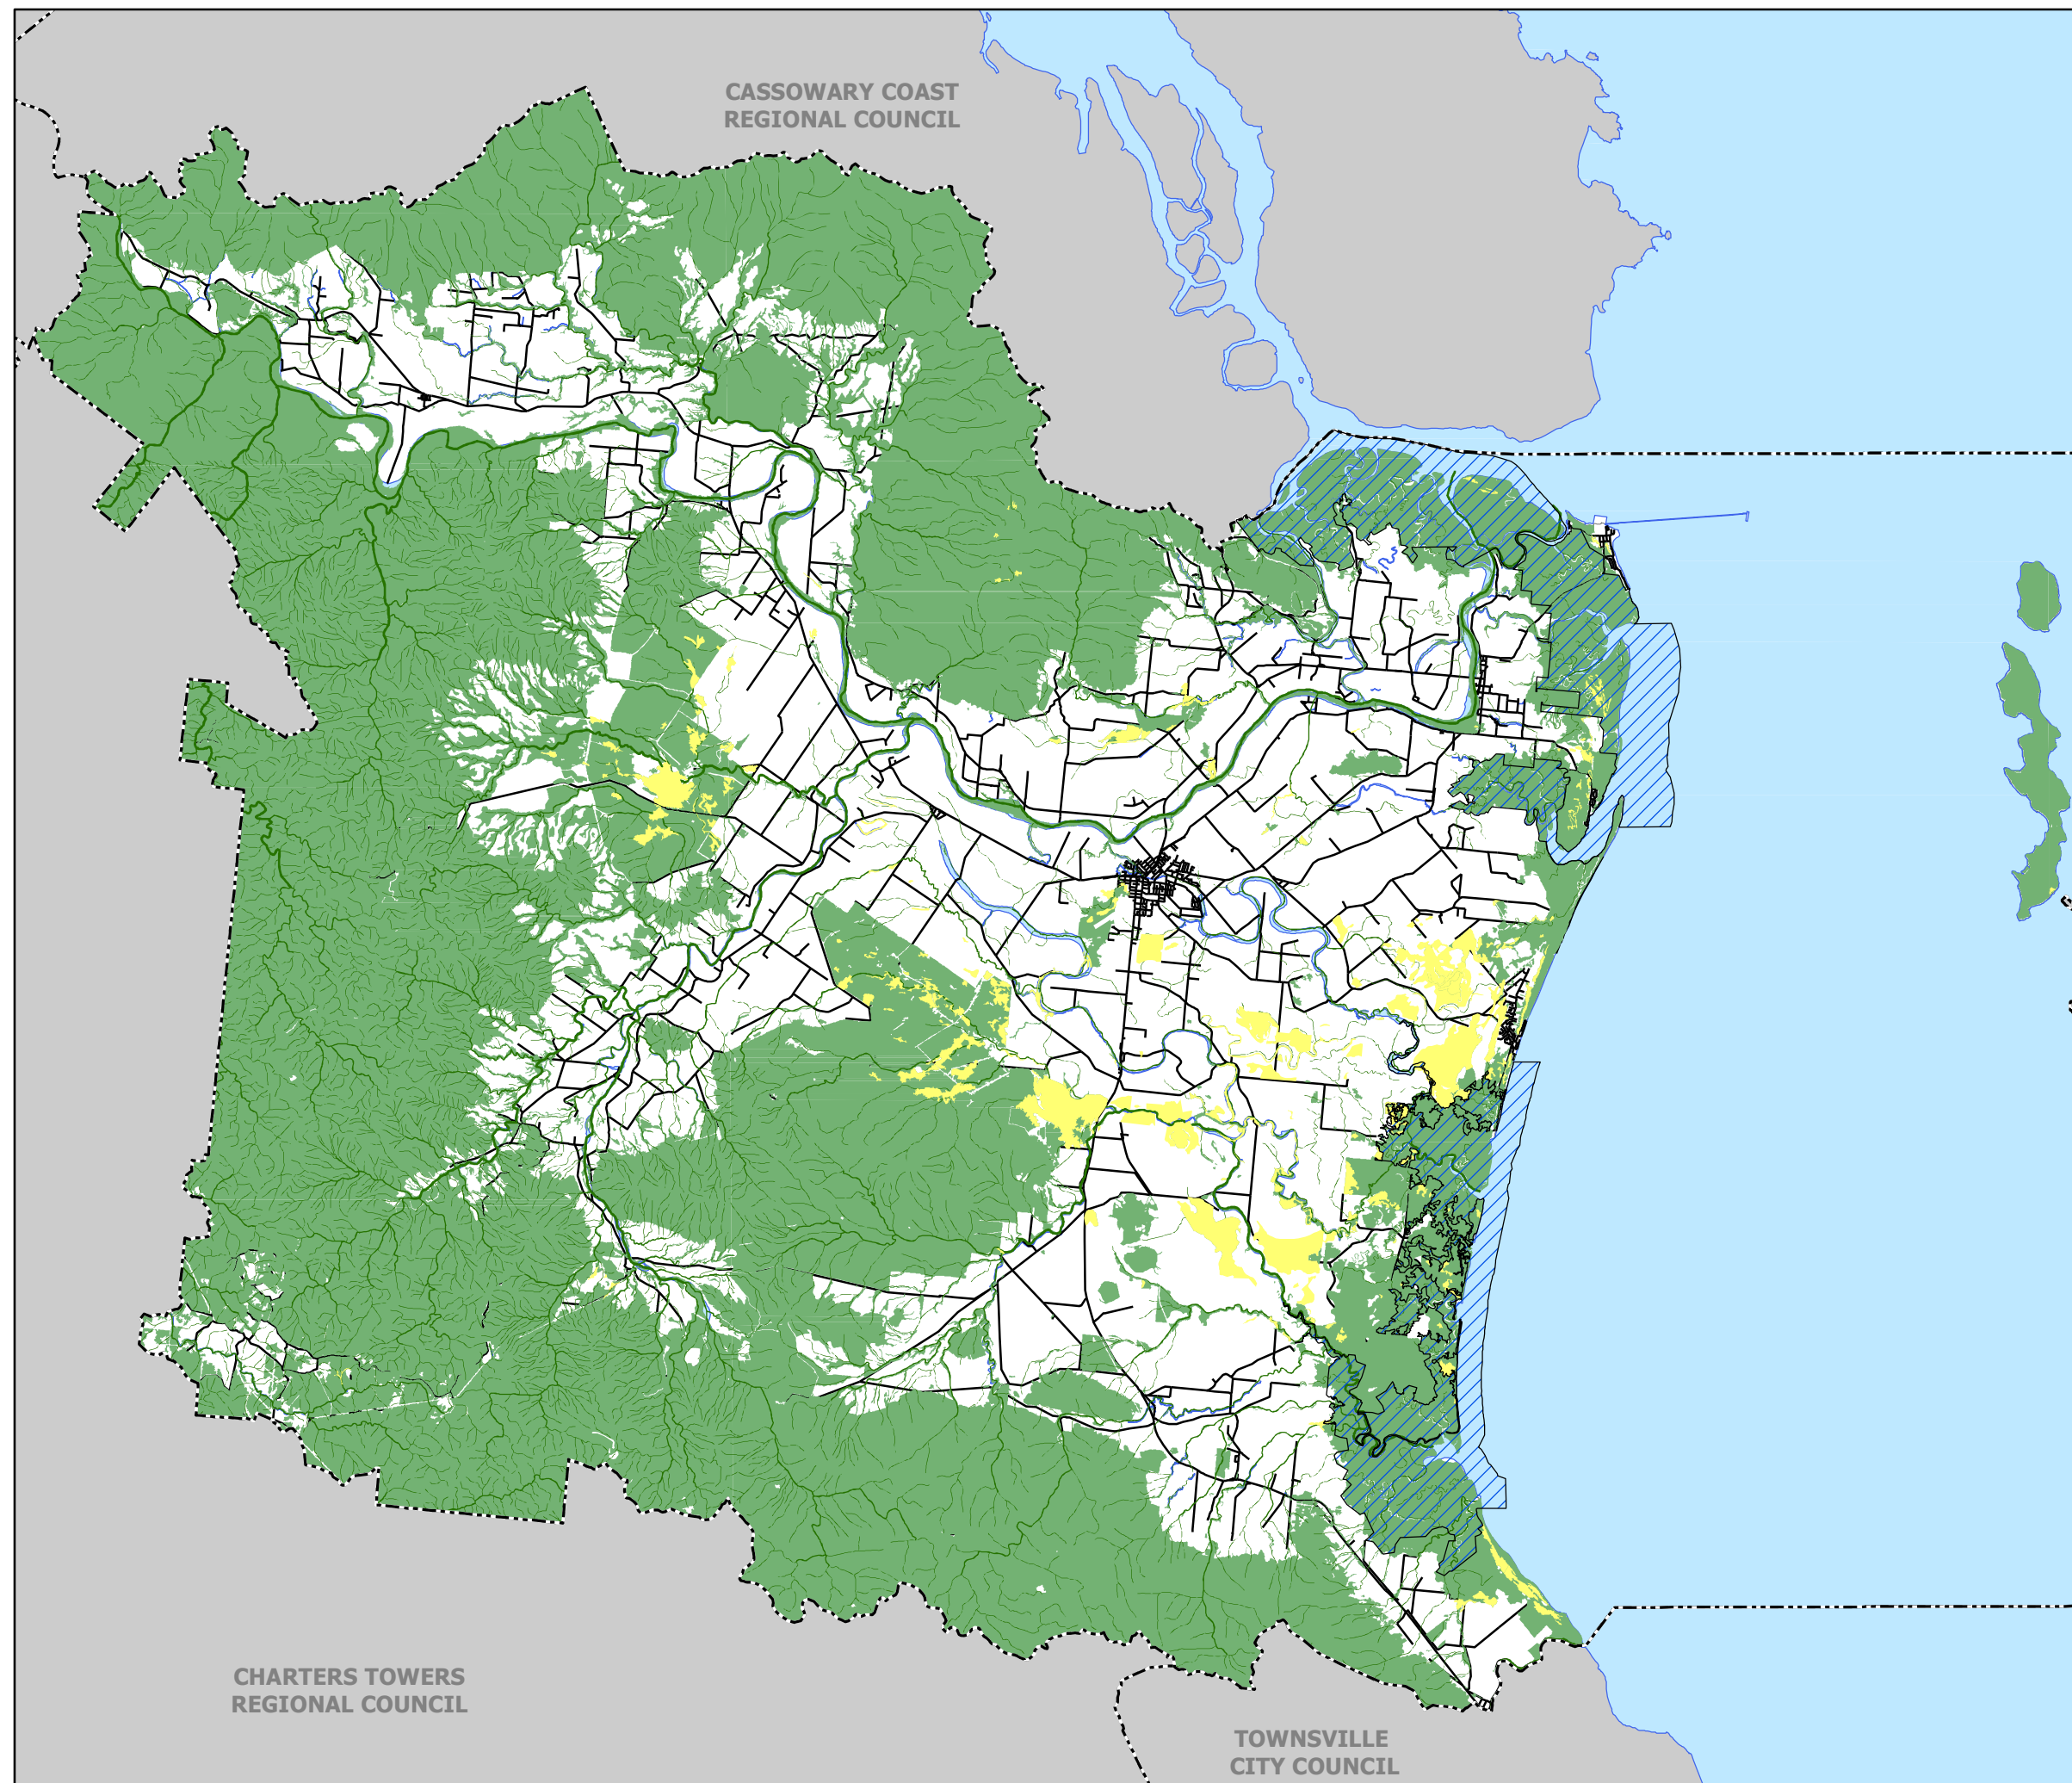 CASSOWARY COAST
REGIONAL COUNCIL
CHARTERS TOWERS
REGIONAL COUNCIL
TOWNSVILLE
CITY COUNCIL